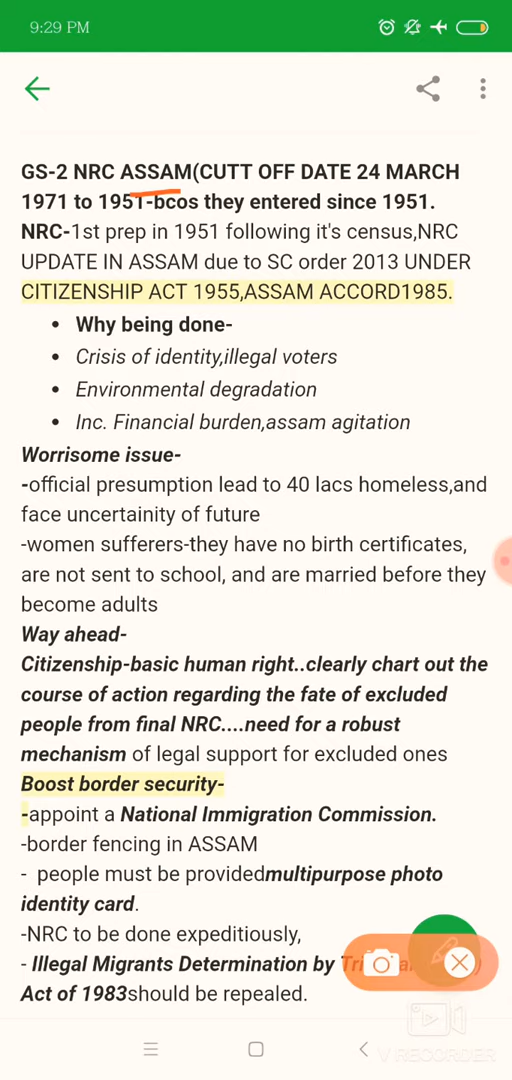 9:29 PM
GS-2 NRC ASSAM(CUTT OFF DATE 24 MARCH
1971 to 1951-bcos they entered since 1951.
NRC-1st prep in 1951 following it's census,NRC
UPDATE IN ASSAM due to SC order 2013 UNDER
CITIZENSHIP ACT 1955,ASSAM ACCORD1985.
• Why being done-
• Crisis of identity,illegal voters
• Environmental degradation
• Inc. Financial burden,assam agitation
Worrisome issue-
-official presumption lead to 40 lacs homeless,and
face uncertainity of future
-women sufferers-they have no birth certificates,
are not sent to school, and are married before they
become adults
Way ahead-
Citizenship-basic human right..clearly chart out the
course of action regarding the fate of excluded
people from final NRC....need for a robust
mechanism of legal support for excluded ones
Boost border security-
-appoint a National Immigration Commission.
-border fencing in ASSAM
- people must be providedmultipurpose photo
identity card.
-NRC to be done expeditiously,
- Illegal Migrants Determination by
Act of 1983should be repealed.
V RECORDER